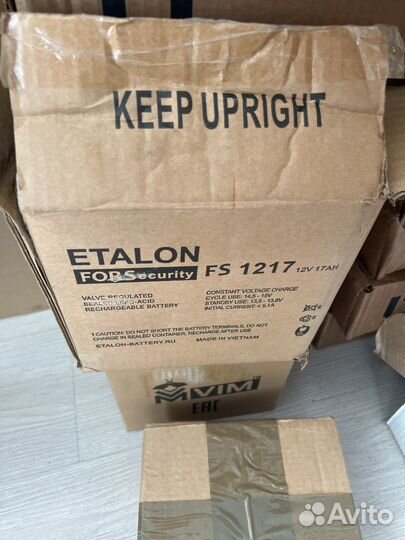 KEEP UPRIGHT
ETALON
FORSecurity FS 1217 12V 17AH
VALVE REGULATED
SEALED LEAD-ACID
RECHARGEABLE BATTERY
CONSTANT VOLTAGE CHARGE
CYCLE USE: 14,5 - 15V
STANDBY USE: 13,5 - 13,8V
INITIAL CURRENT: < 5.1A
! CAUTION: DO NOT SHORT THE BATTERY TERMINALS, DO NOT
CHARGE IN SEALED CONTAINER, RECHARGE AFTER USE.
ETALON-BATTERY.RU MADE IN VIETNAM
VIM
EAC
Avito